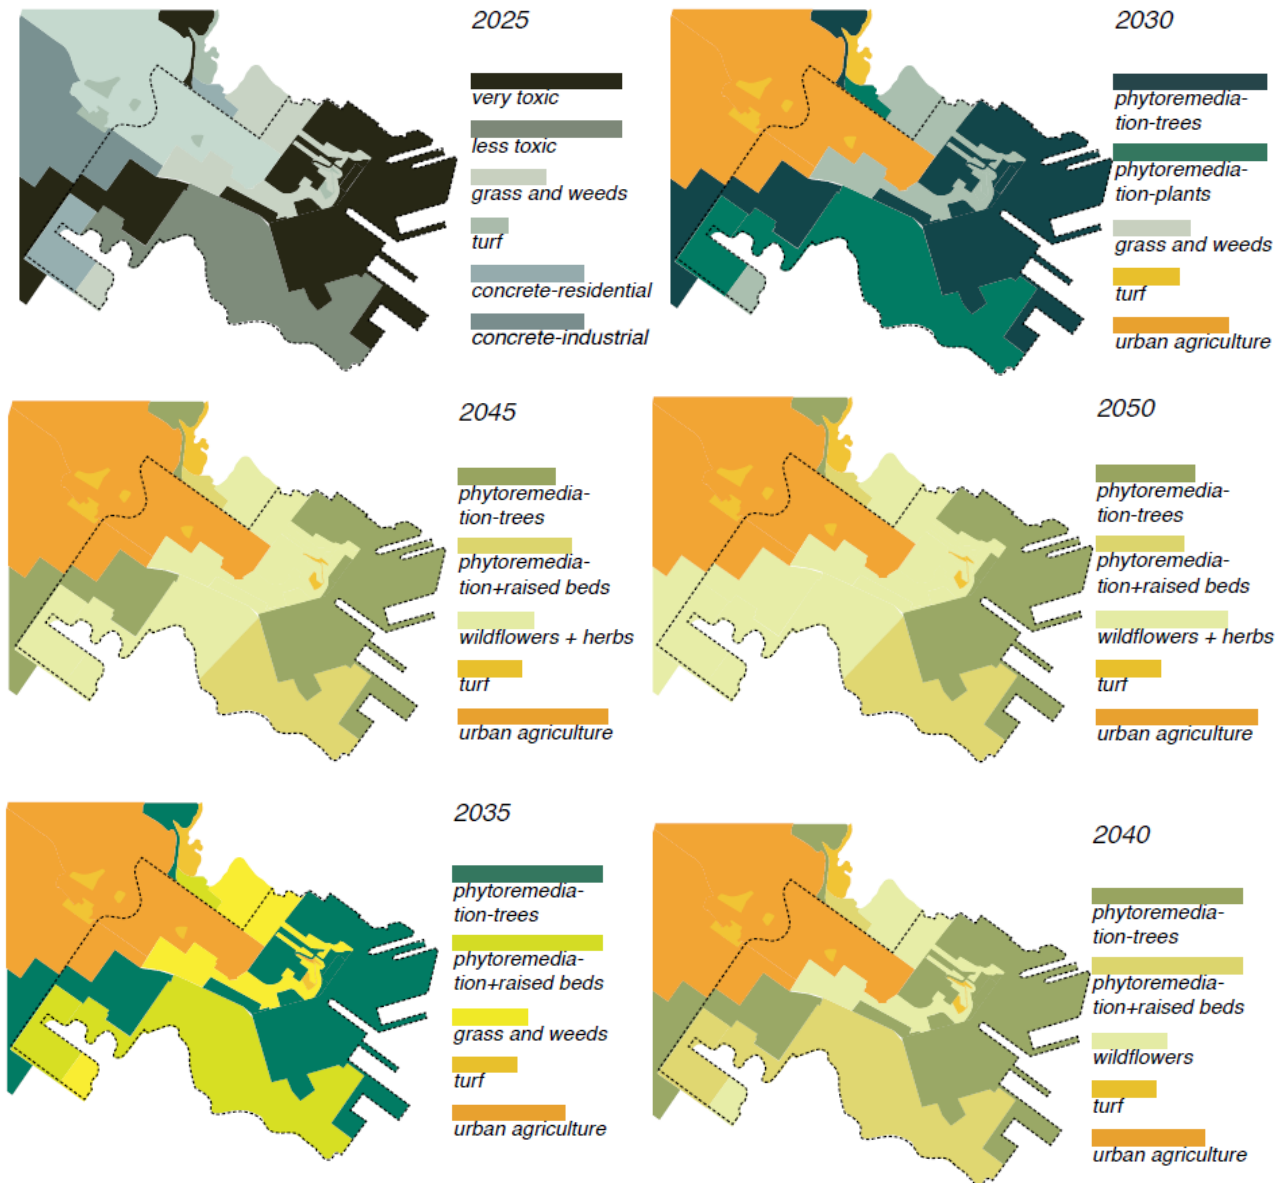 2025
very toxic
less toxic
grass and weeds
turf
concrete-residential
concrete-industrial
2030
phytoremedia-
tion-trees
phytoremedia-
tion-plants
grass and weeds
turf
urban agriculture
2045
phytoremedia-
tion-trees
phytoremedia-
tion+raised beds
wildflowers + herbs
turf
urban agriculture
2050
phytoremedia-
tion-trees
phytoremedia-
tion+raised beds
wildflowers + herbs
turf
urban agriculture
2035
phytoremedia-
tion-trees
phytoremedia-
tion+raised beds
grass and weeds
turf
urban agriculture
2040
phytoremedia-
tion-trees
phytoremedia-
tion+raised beds
wildflowers
turf
urban agriculture